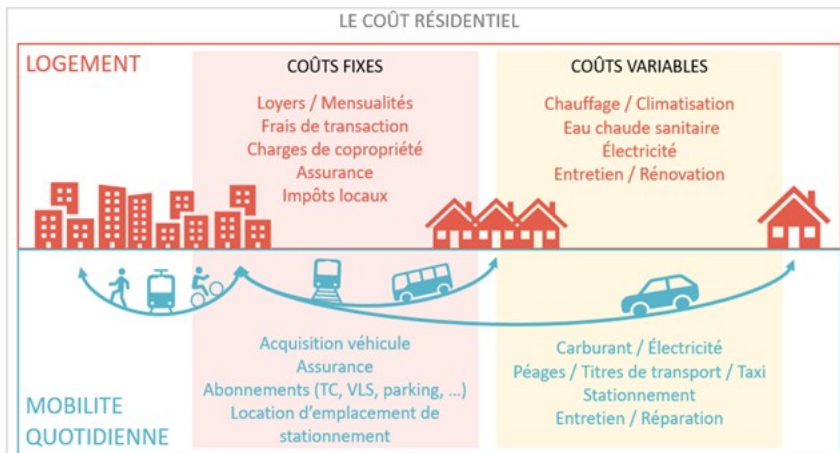 LE COÛT RÉSIDENTIEL
LOGEMENT
COÛTS FIXES
Loyers / Mensualités
Frais de transaction
Charges de copropriété
Assurance
Impôts locaux
COÛTS VARIABLES
Chauffage / Climatisation
Eau chaude sanitaire
Électricité
Entretien / Rénovation
MOBILITE
QUOTIDIENNE
Acquisition véhicule
Assurance
Abonnements (TC, VLS, parking, …)
Location d'emplacement de
stationnement
Carburant / Électricité
Péages / Titres de transport / Taxi
Stationnement
Entretien / Réparation